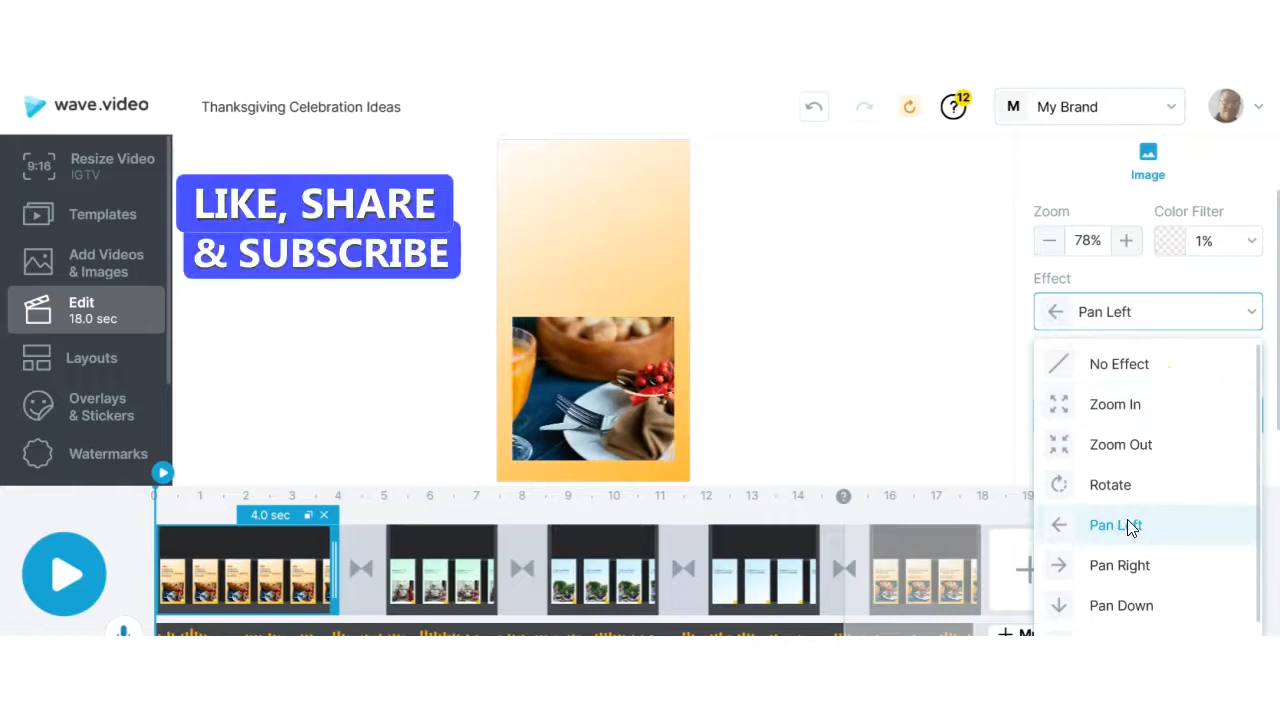 wave.video
Thanksgiving Celebration Ideas
12
?
M My Brand
9:16
Resize Video
IGTV
Templates
Add Videos
& Images
Edit
18.0 sec
Layouts
Overlays
& Stickers
Watermarks
LIKE, SHARE
& SUBSCRIBE
Image
Zoom
Color Filter
78%
1%
Effect
Pan Left
No Effect
Zoom In
Zoom Out
Rotate
Pan Left
Pan Right
Pan Down
0 1 2 3 4 5 6 7 8 9 10 11 12 13 14 ? 16 17 18 19
4.0 sec